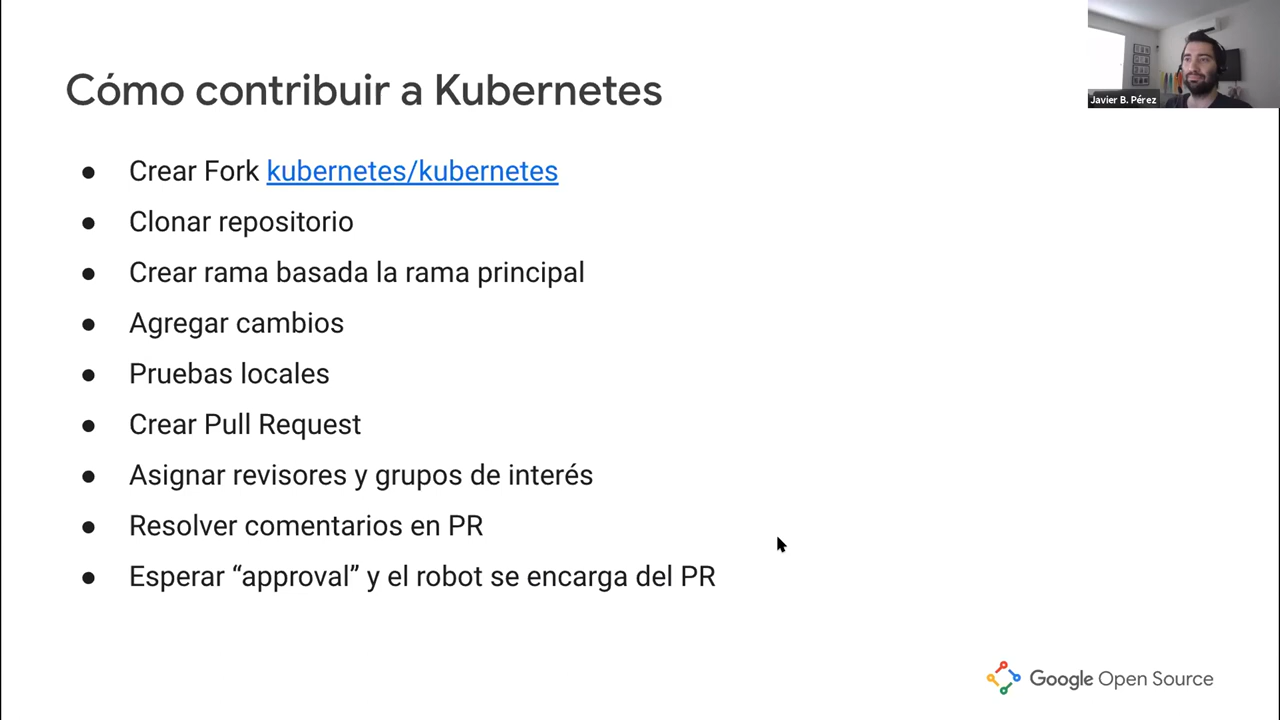 Cómo contribuir a Kubernetes
Javier B. Pérez
● Crear Fork kubernetes/kubernetes
● Clonar repositorio
● Crear rama basada la rama principal
● Agregar cambios
● Pruebas locales
● Crear Pull Request
● Asignar revisores y grupos de interés
● Resolver comentarios en PR
● Esperar “approval” y el robot se encarga del PR
Google Open Source